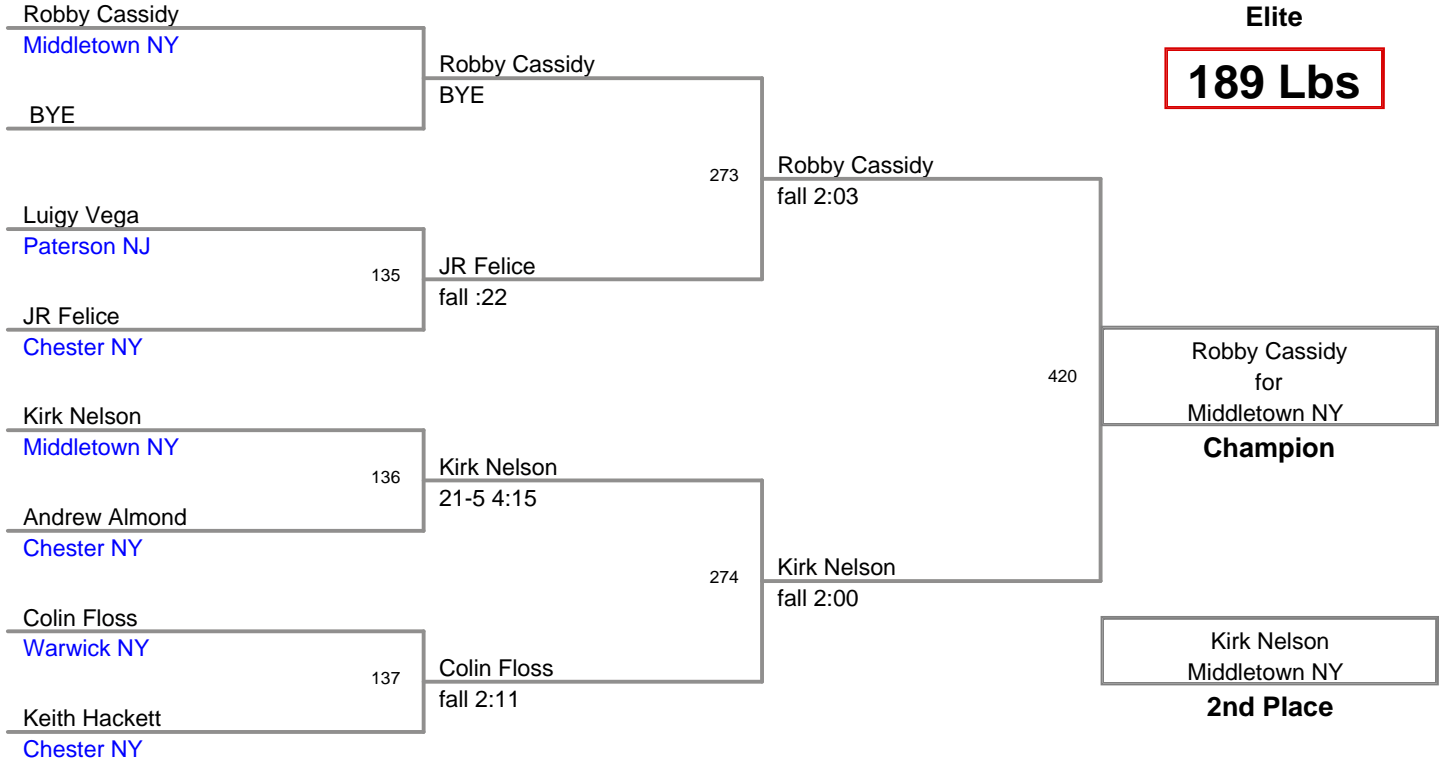 Robby Cassidy
Middletown NY
BYE
Luigy Vega
Paterson NJ
135
JR Felice
Chester NY
Kirk Nelson
Middletown NY
136
Andrew Almond
Chester NY
Colin Floss
Warwick NY
137
Keith Hackett
Chester NY
Robby Cassidy
BYE
273
JR Felice
fall :22
Kirk Nelson
21-5 4:15
274
Colin Floss
fall 2:11
Robby Cassidy
fall 2:03
420
Kirk Nelson
fall 2:00
Elite
189 Lbs
Robby Cassidy
for
Middletown NY
Champion
Kirk Nelson
Middletown NY
2nd Place